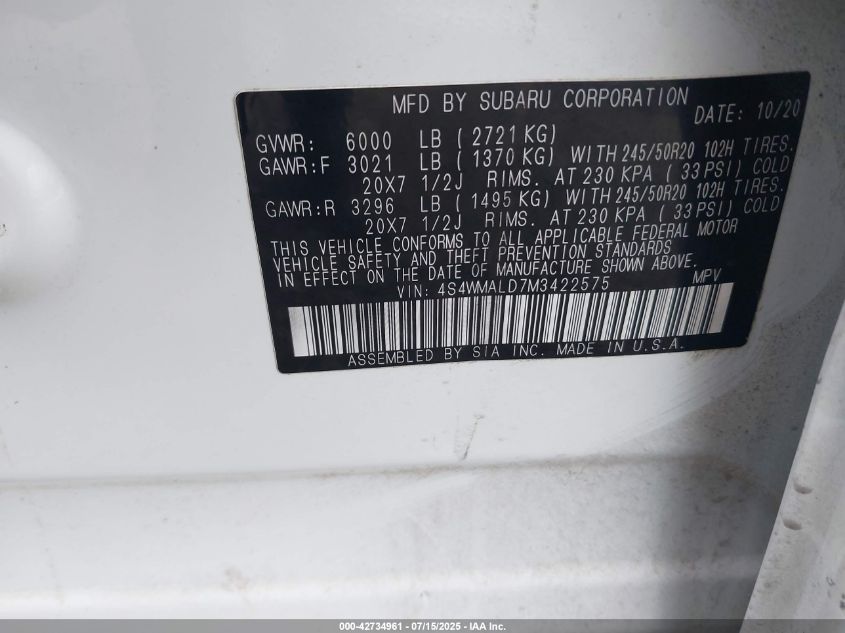 MFD BY SUBARU CORPORATION
DATE: 10/20
GVWR: 6000 LB ( 2721 KG)
GAWR:F 3021 LB ( 1370 KG) WITH 245/50R20 102H TIRES.
20X7 1/2J RIMS. AT 230 KPA ( 33 PSI) COLD
GAWR:R 3296 LB ( 1495 KG) WITH 245/50R20 102H TIRES.
20X7 1/2J RIMS. AT 230 KPA ( 33 PSI) COLD
THIS VEHICLE CONFORMS TO ALL APPLICABLE FEDERAL MOTOR
VEHICLE SAFETY AND THEFT PREVENTION STANDARDS
IN EFFECT ON THE DATE OF MANUFACTURE SHOWN ABOVE.
VIN: 4S4WMALD7M3422575 MPV
ASSEMBLED BY SIA INC. MADE IN U.S.A.
000-42734961 - 07/15/2025 - IAA Inc.